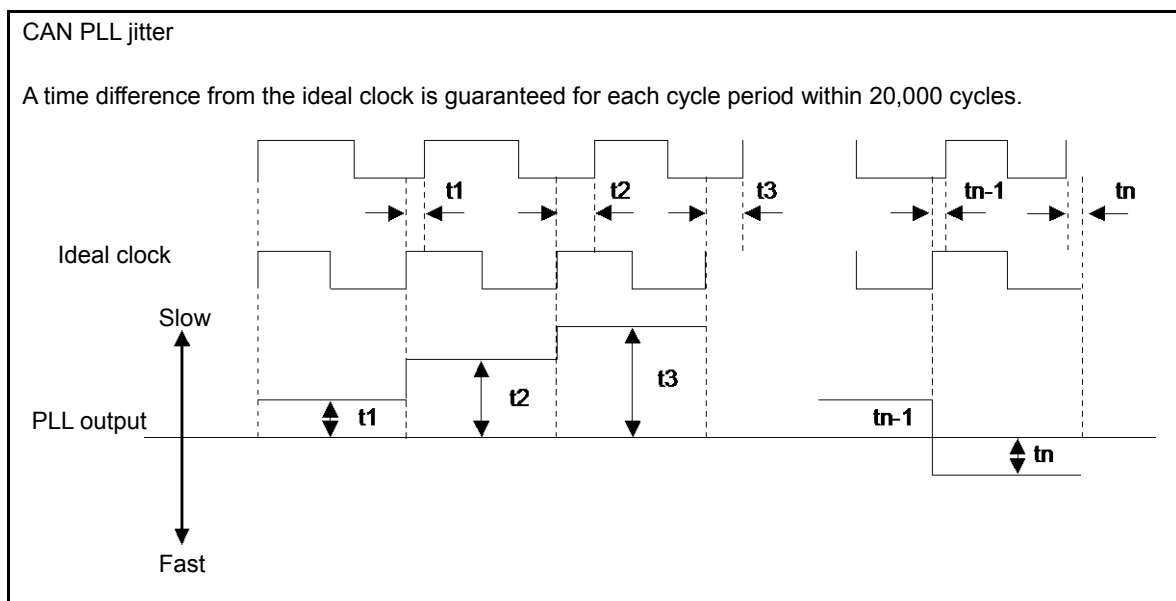 CAN PLL jitter
A time difference from the ideal clock is guaranteed for each cycle period within 20,000 cycles.
t1
t2
t3
tn-1
tn
Ideal clock
Slow
PLL output
t1
t2
t3
tn-1
tn
Fast